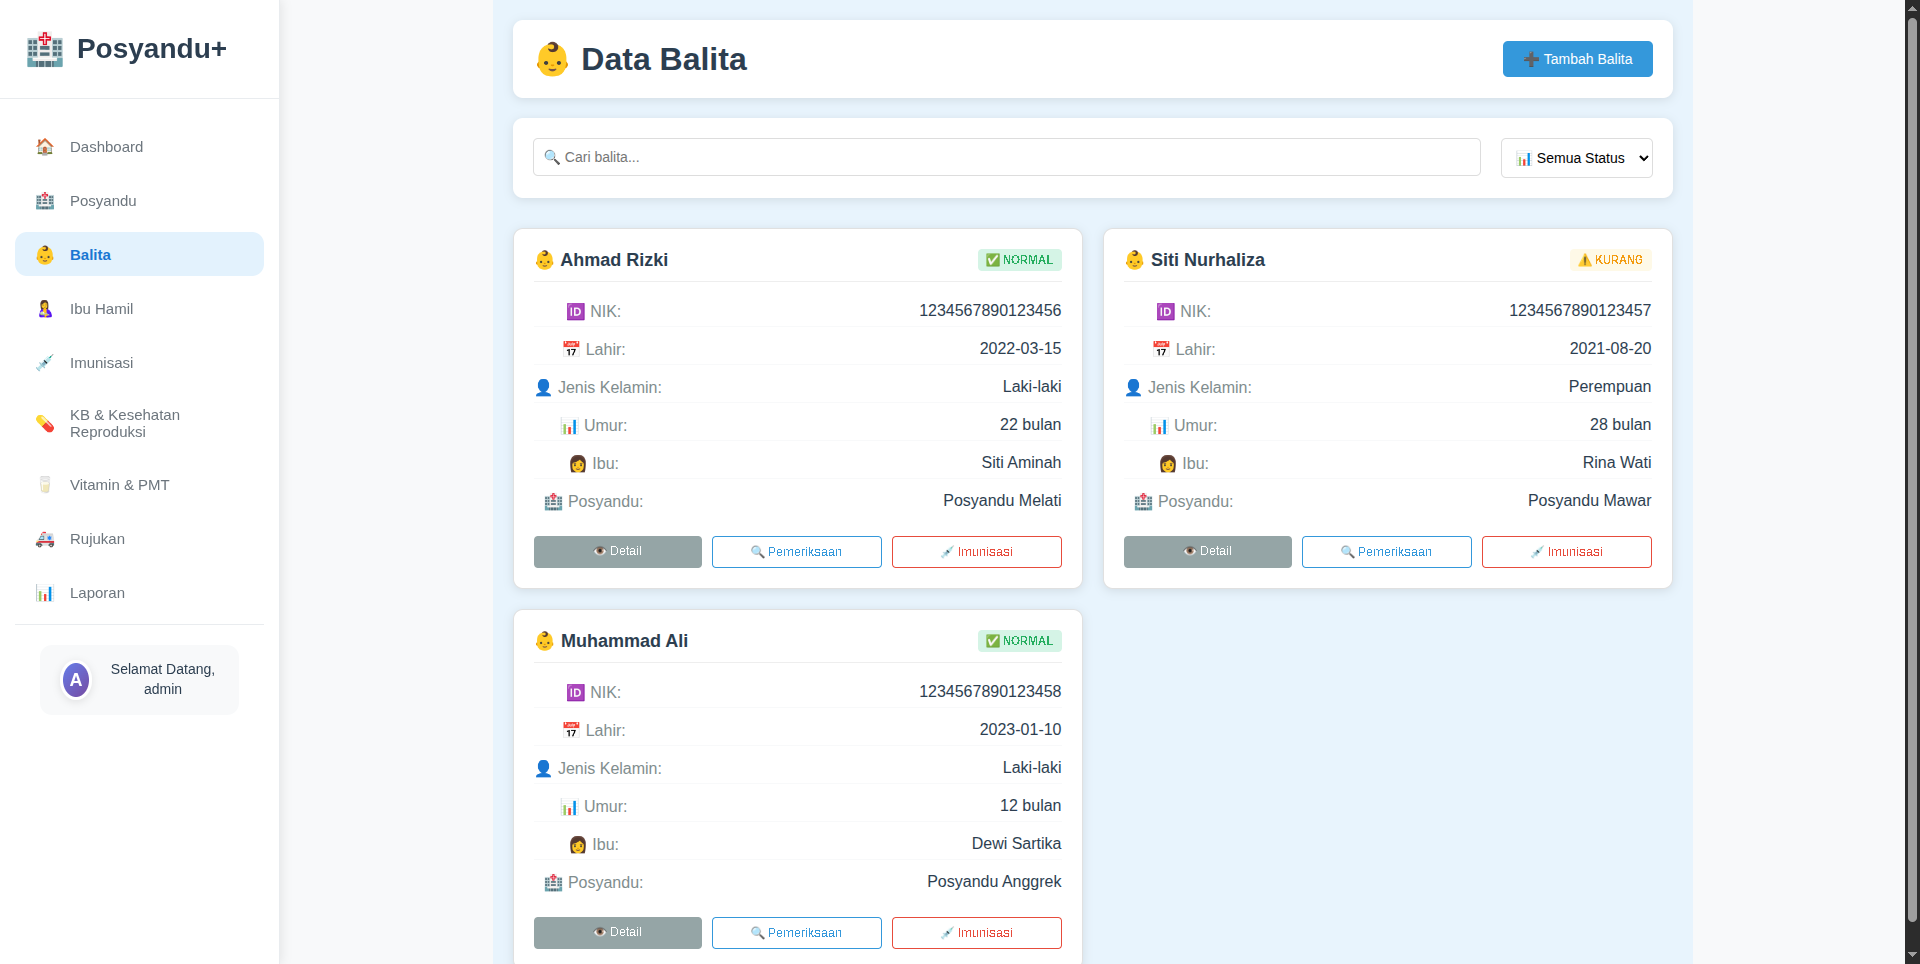 Posyandu+
Dashboard
Posyandu
Balita
Ibu Hamil
Imunisasi
KB & Kesehatan
Reproduksi
Vitamin & PMT
Rujukan
Laporan
A
Selamat Datang,
admin
Data Balita
Tambah Balita
Cari balita...
Semua Status
Ahmad Rizki
NORMAL
NIK: 1234567890123456
Lahir: 2022-03-15
Jenis Kelamin: Laki-laki
Umur: 22 bulan
Ibu: Siti Aminah
Posyandu: Posyandu Melati
Detail
Pemeriksaan
Imunisasi
Siti Nurhaliza
KURANG
NIK: 1234567890123457
Lahir: 2021-08-20
Jenis Kelamin: Perempuan
Umur: 28 bulan
Ibu: Rina Wati
Posyandu: Posyandu Mawar
Detail
Pemeriksaan
Imunisasi
Muhammad Ali
NORMAL
NIK: 1234567890123458
Lahir: 2023-01-10
Jenis Kelamin: Laki-laki
Umur: 12 bulan
Ibu: Dewi Sartika
Posyandu: Posyandu Anggrek
Detail
Pemeriksaan
Imunisasi